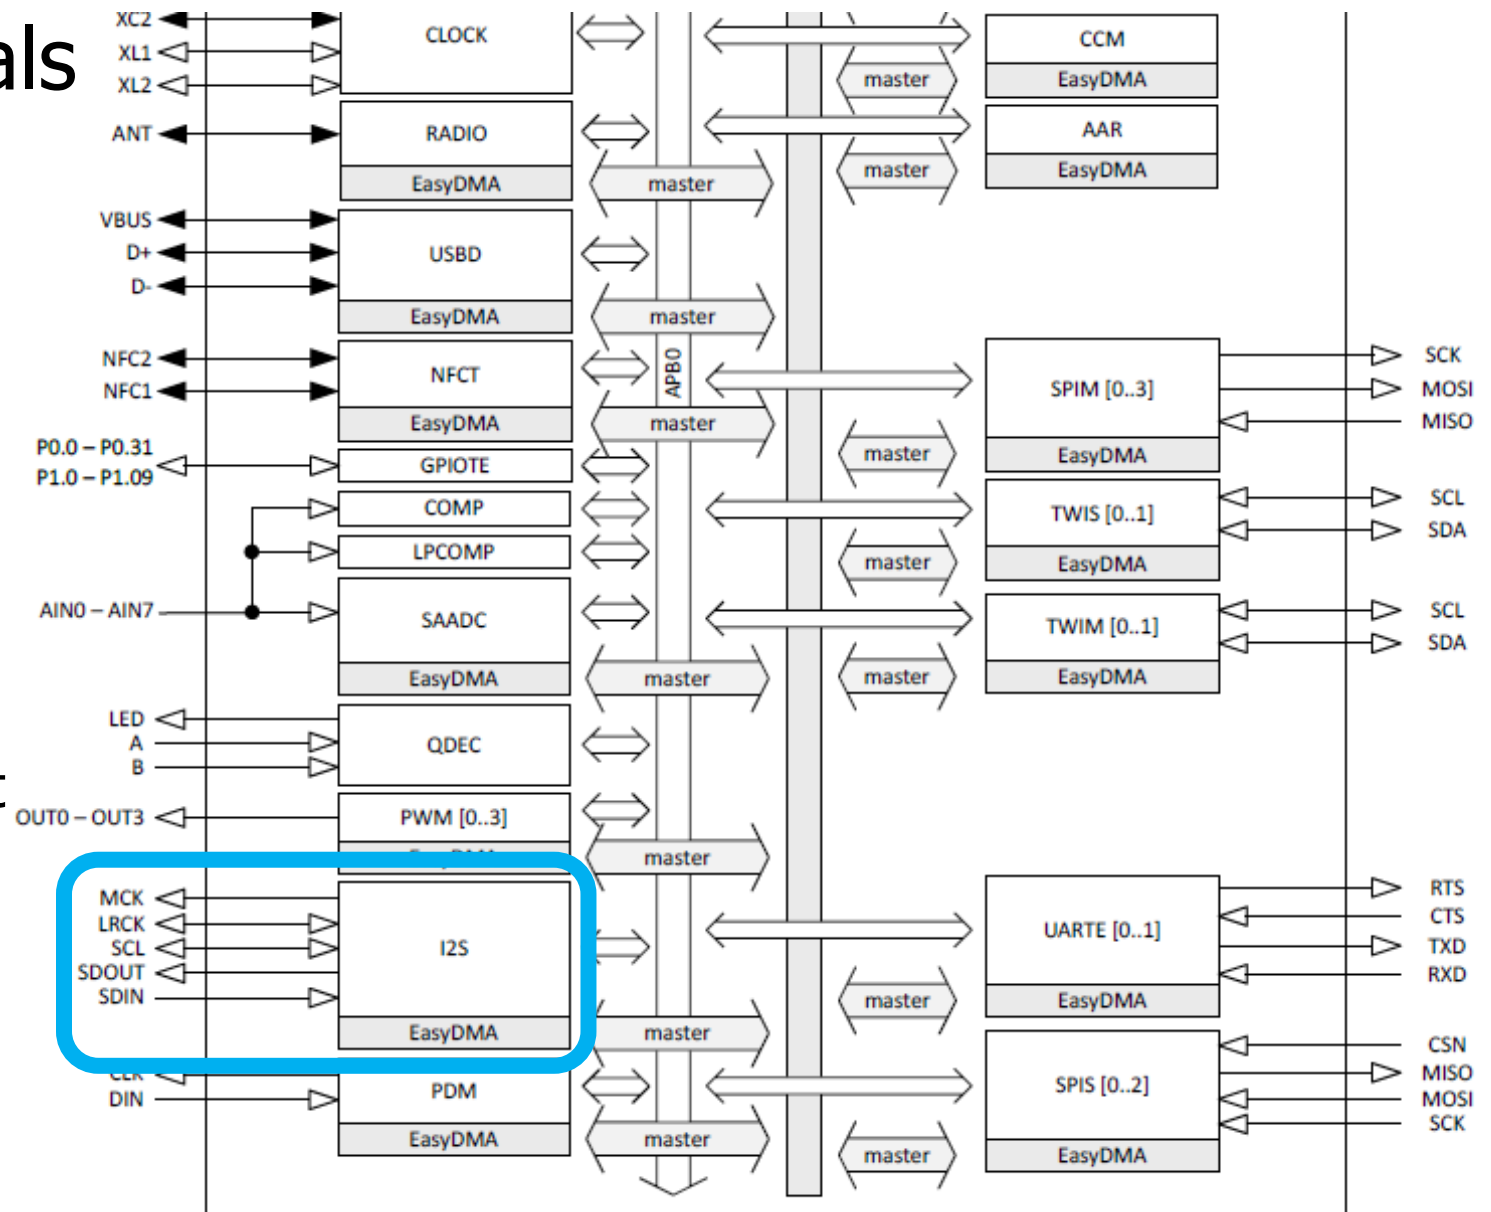 als
XC2
XL1
XL2
CLOCK
ANT
RADIO
EasyDMA
master
VBUS
D+
D-
USBD
EasyDMA
master
NFC2
NFC1
NFCT
EasyDMA
master
APB0
P0.0 – P0.31
P1.0 – P1.09
GPIOTE
COMP
LPCOMP
AIN0 – AIN7
SAADC
EasyDMA
master
LED
A
B
QDEC
OUT0 – OUT3
PWM [0..3]
master
MCK
LRCK
SCL
SDOUT
SDIN
I2S
EasyDMA
master
CLK
DIN
PDM
EasyDMA
master
CCM
EasyDMA
master
AAR
EasyDMA
master
SPIM [0..3]
EasyDMA
master
SCK
MOSI
MISO
TWIS [0..1]
EasyDMA
master
SCL
SDA
TWIM [0..1]
EasyDMA
master
SCL
SDA
UARTE [0..1]
EasyDMA
master
RTS
CTS
TXD
RXD
SPIS [0..2]
EasyDMA
master
CSN
MISO
MOSI
SCK